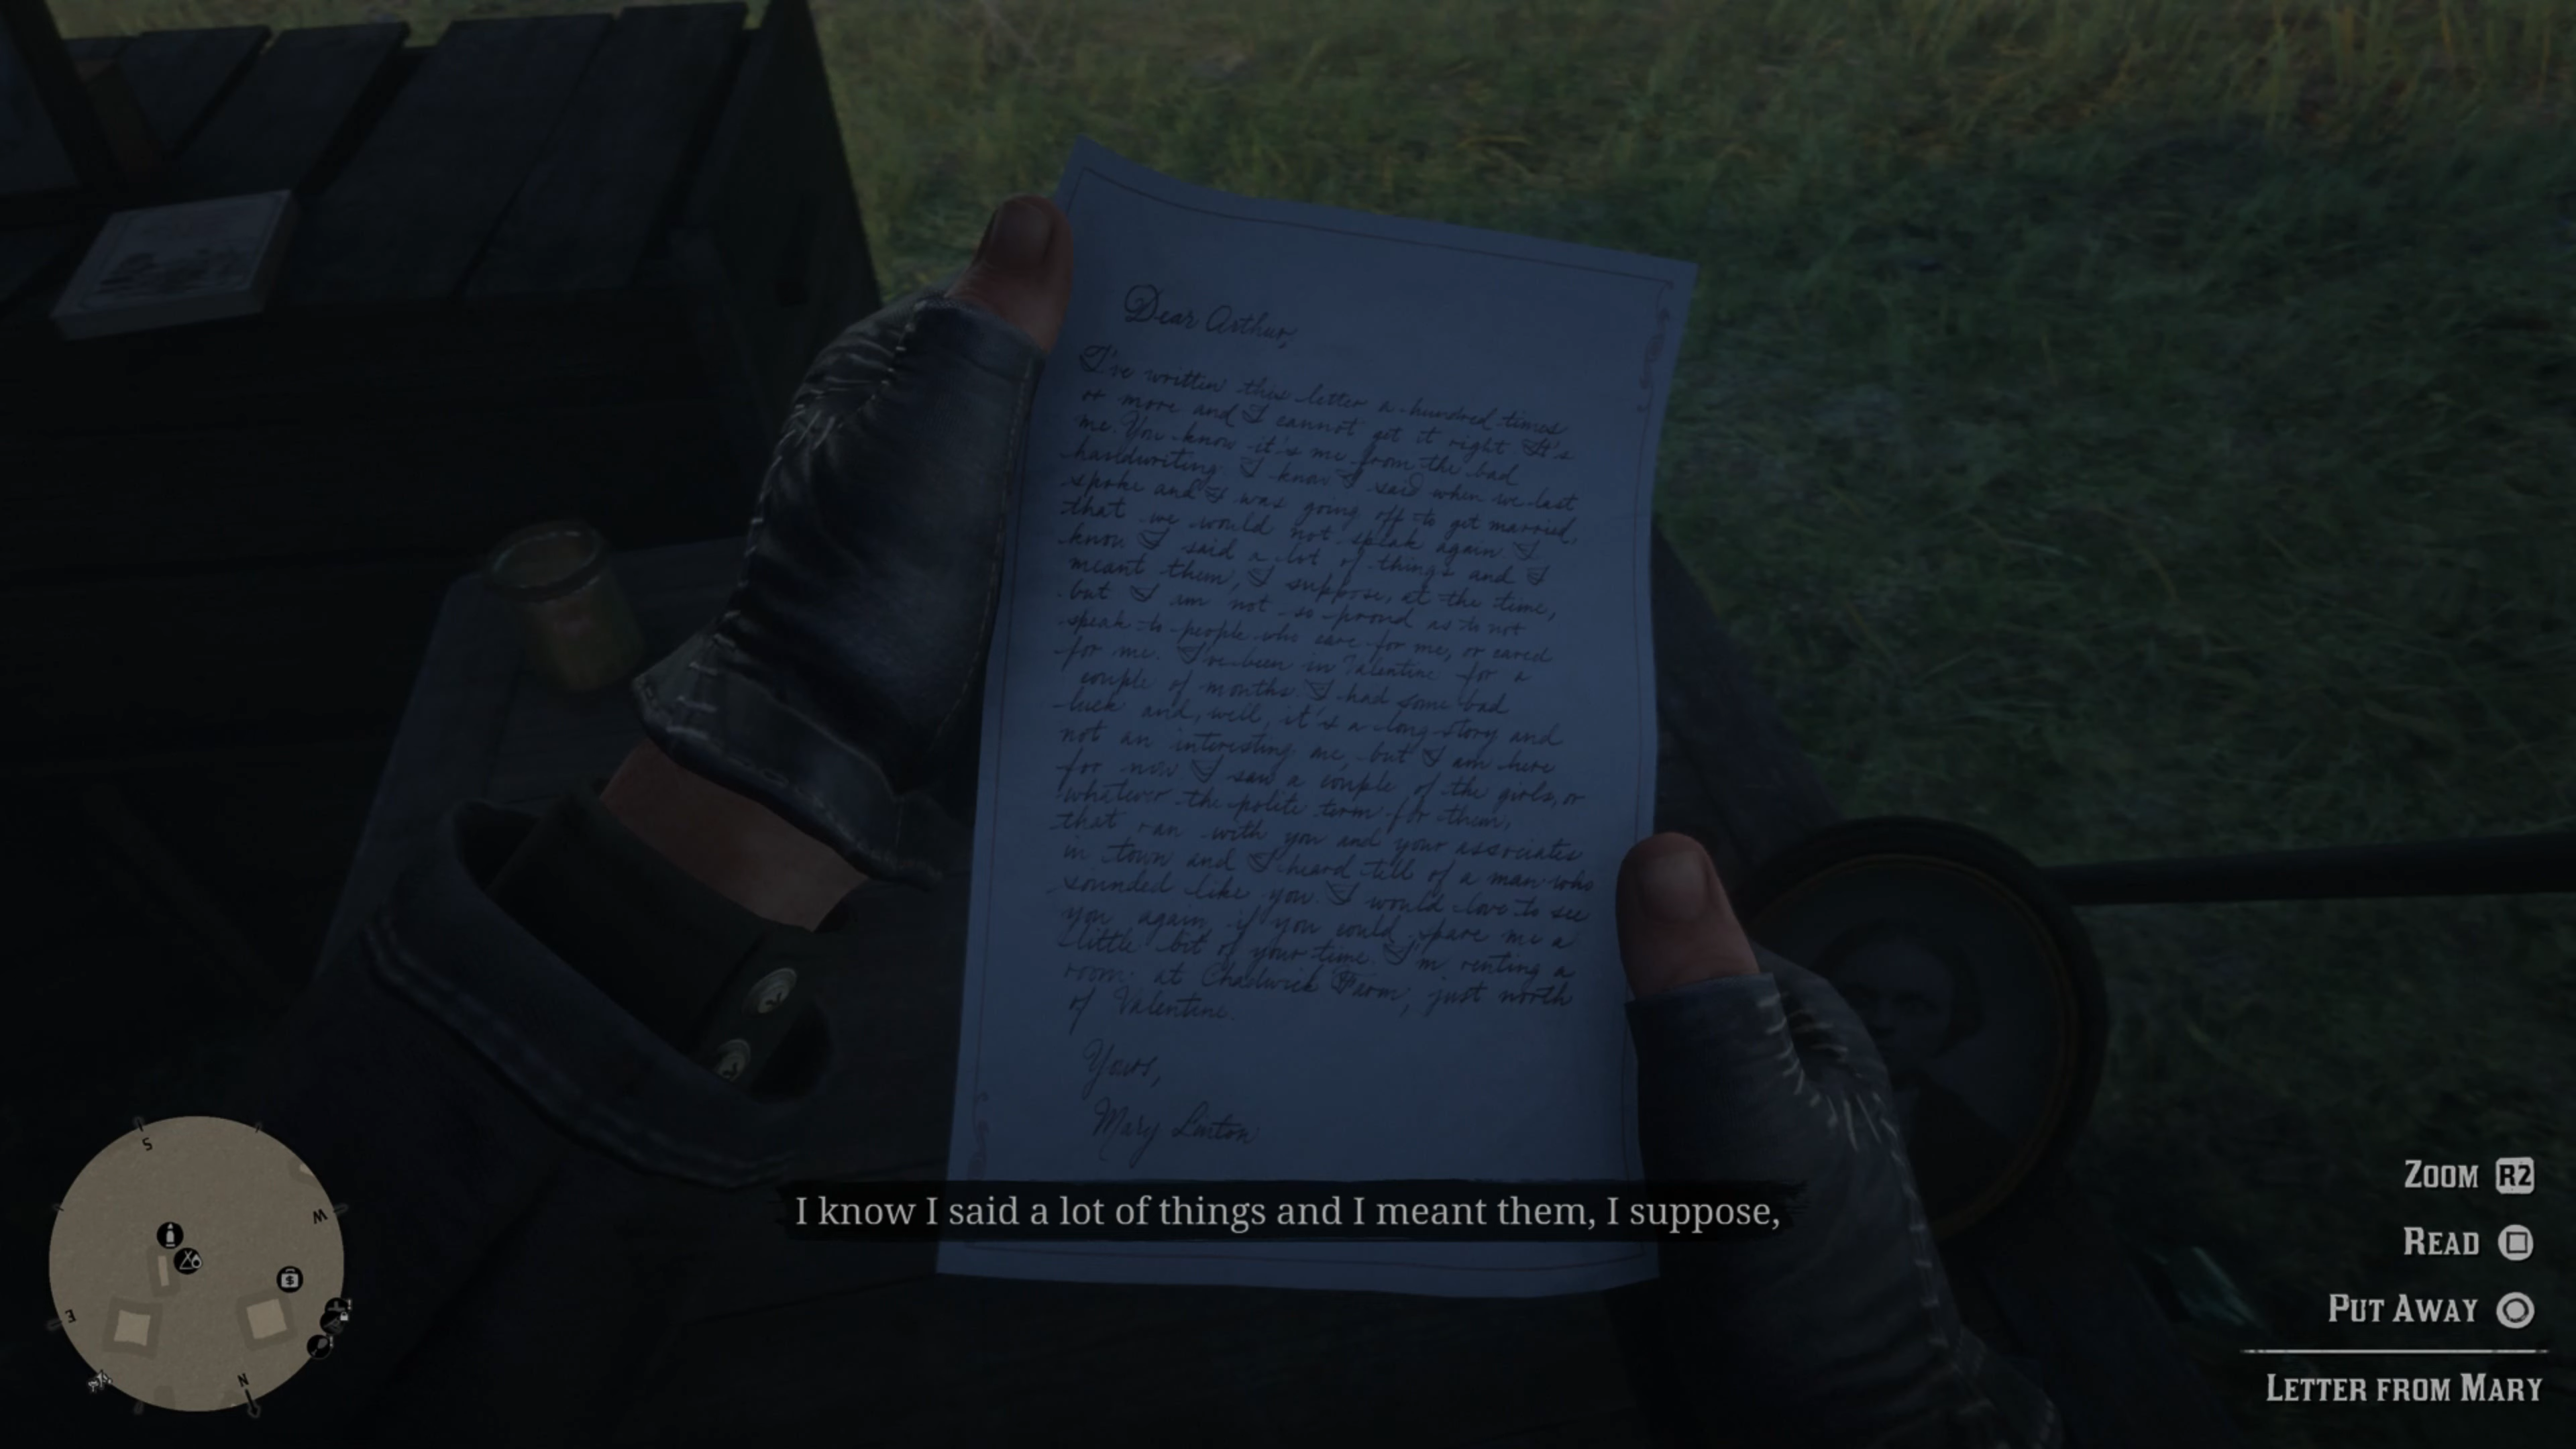 Dear Arthur,
I've written this letter a hundred times
or more and I cannot get it right. It's
me. You know it's me from the bad
handwriting. I know I said when we last
spoke and I was going off to get married,
that we would not speak again. I
know I said a lot of things and I
meant them, I suppose, at the time,
but I am not so proud as to not
speak to people who care for me, or cared
for me. I've been in Valentine for a
couple of months. I had some bad
luck and, well, it's a long story and
not an interesting one, but I am here
for now. I saw a couple of the girls, or
whatever the polite term for them,
that ran with you and your associates
in town and I heard tell of a man who
sounded like you. I would love to see
you again, if you could spare me a
little bit of your time. I'm renting a
room at Chadwick Farm, just north
of Valentine.
Yours,
Mary Linton
I know I said a lot of things and I meant them, I suppose,
S
W
E
N
$
ZOOM R2
READ
PUT AWAY
LETTER FROM MARY